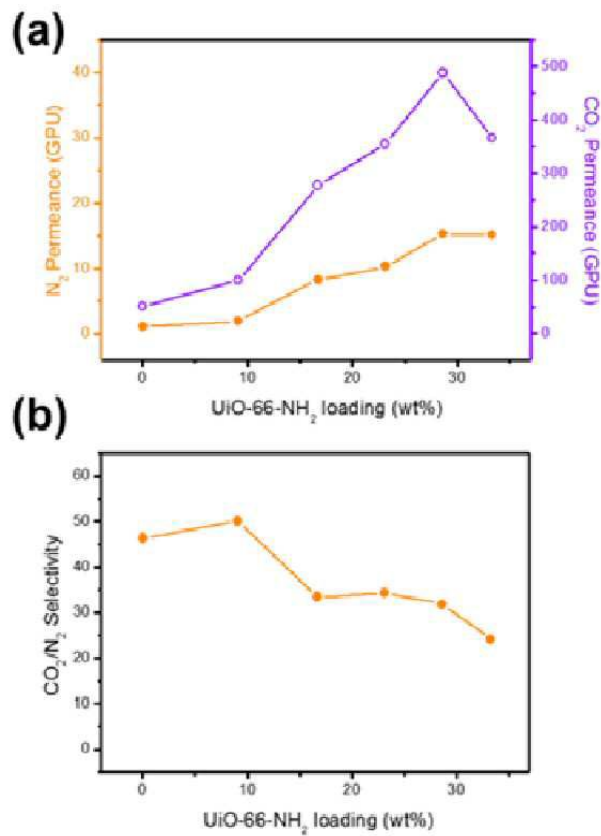 (a)
40
30
20
10
0
N₂ Permeance (GPU)
500
400
300
200
100
0
CO₂ Permeance (GPU)
0 10 20 30
UiO-66-NH₂ loading (wt%)
(b)
60
50
40
30
20
10
0
CO₂/N₂ Selectivity
0 10 20 30
UiO-66-NH₂ loading (wt%)